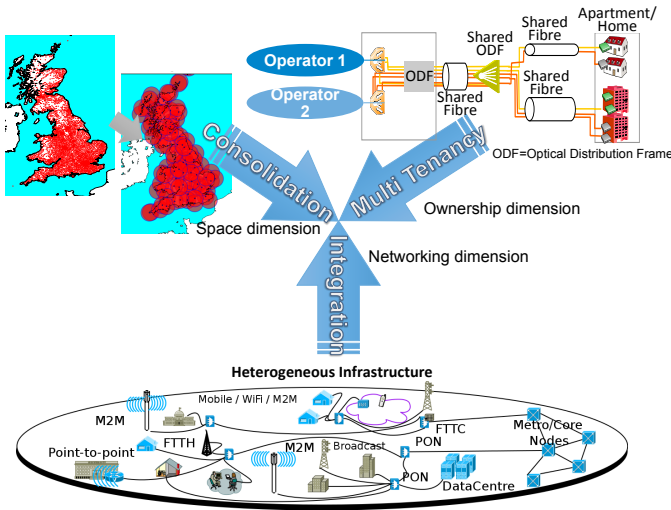 Apartment/
Home
Shared
Fibre
Shared
ODF
Operator 1
ODF
Operator
2
Shared
Fibre
Shared
Fibre
ODF=Optical Distribution Frame
Consolidation
Multi Tenancy
Ownership dimension
Space dimension
Integration
Networking dimension
Heterogeneous Infrastructure
Mobile / WiFi / M2M
M2M
FTTC
Metro/Core
Nodes
FTTH
M2M
Broadcast
PON
Point-to-point
PON
DataCentre